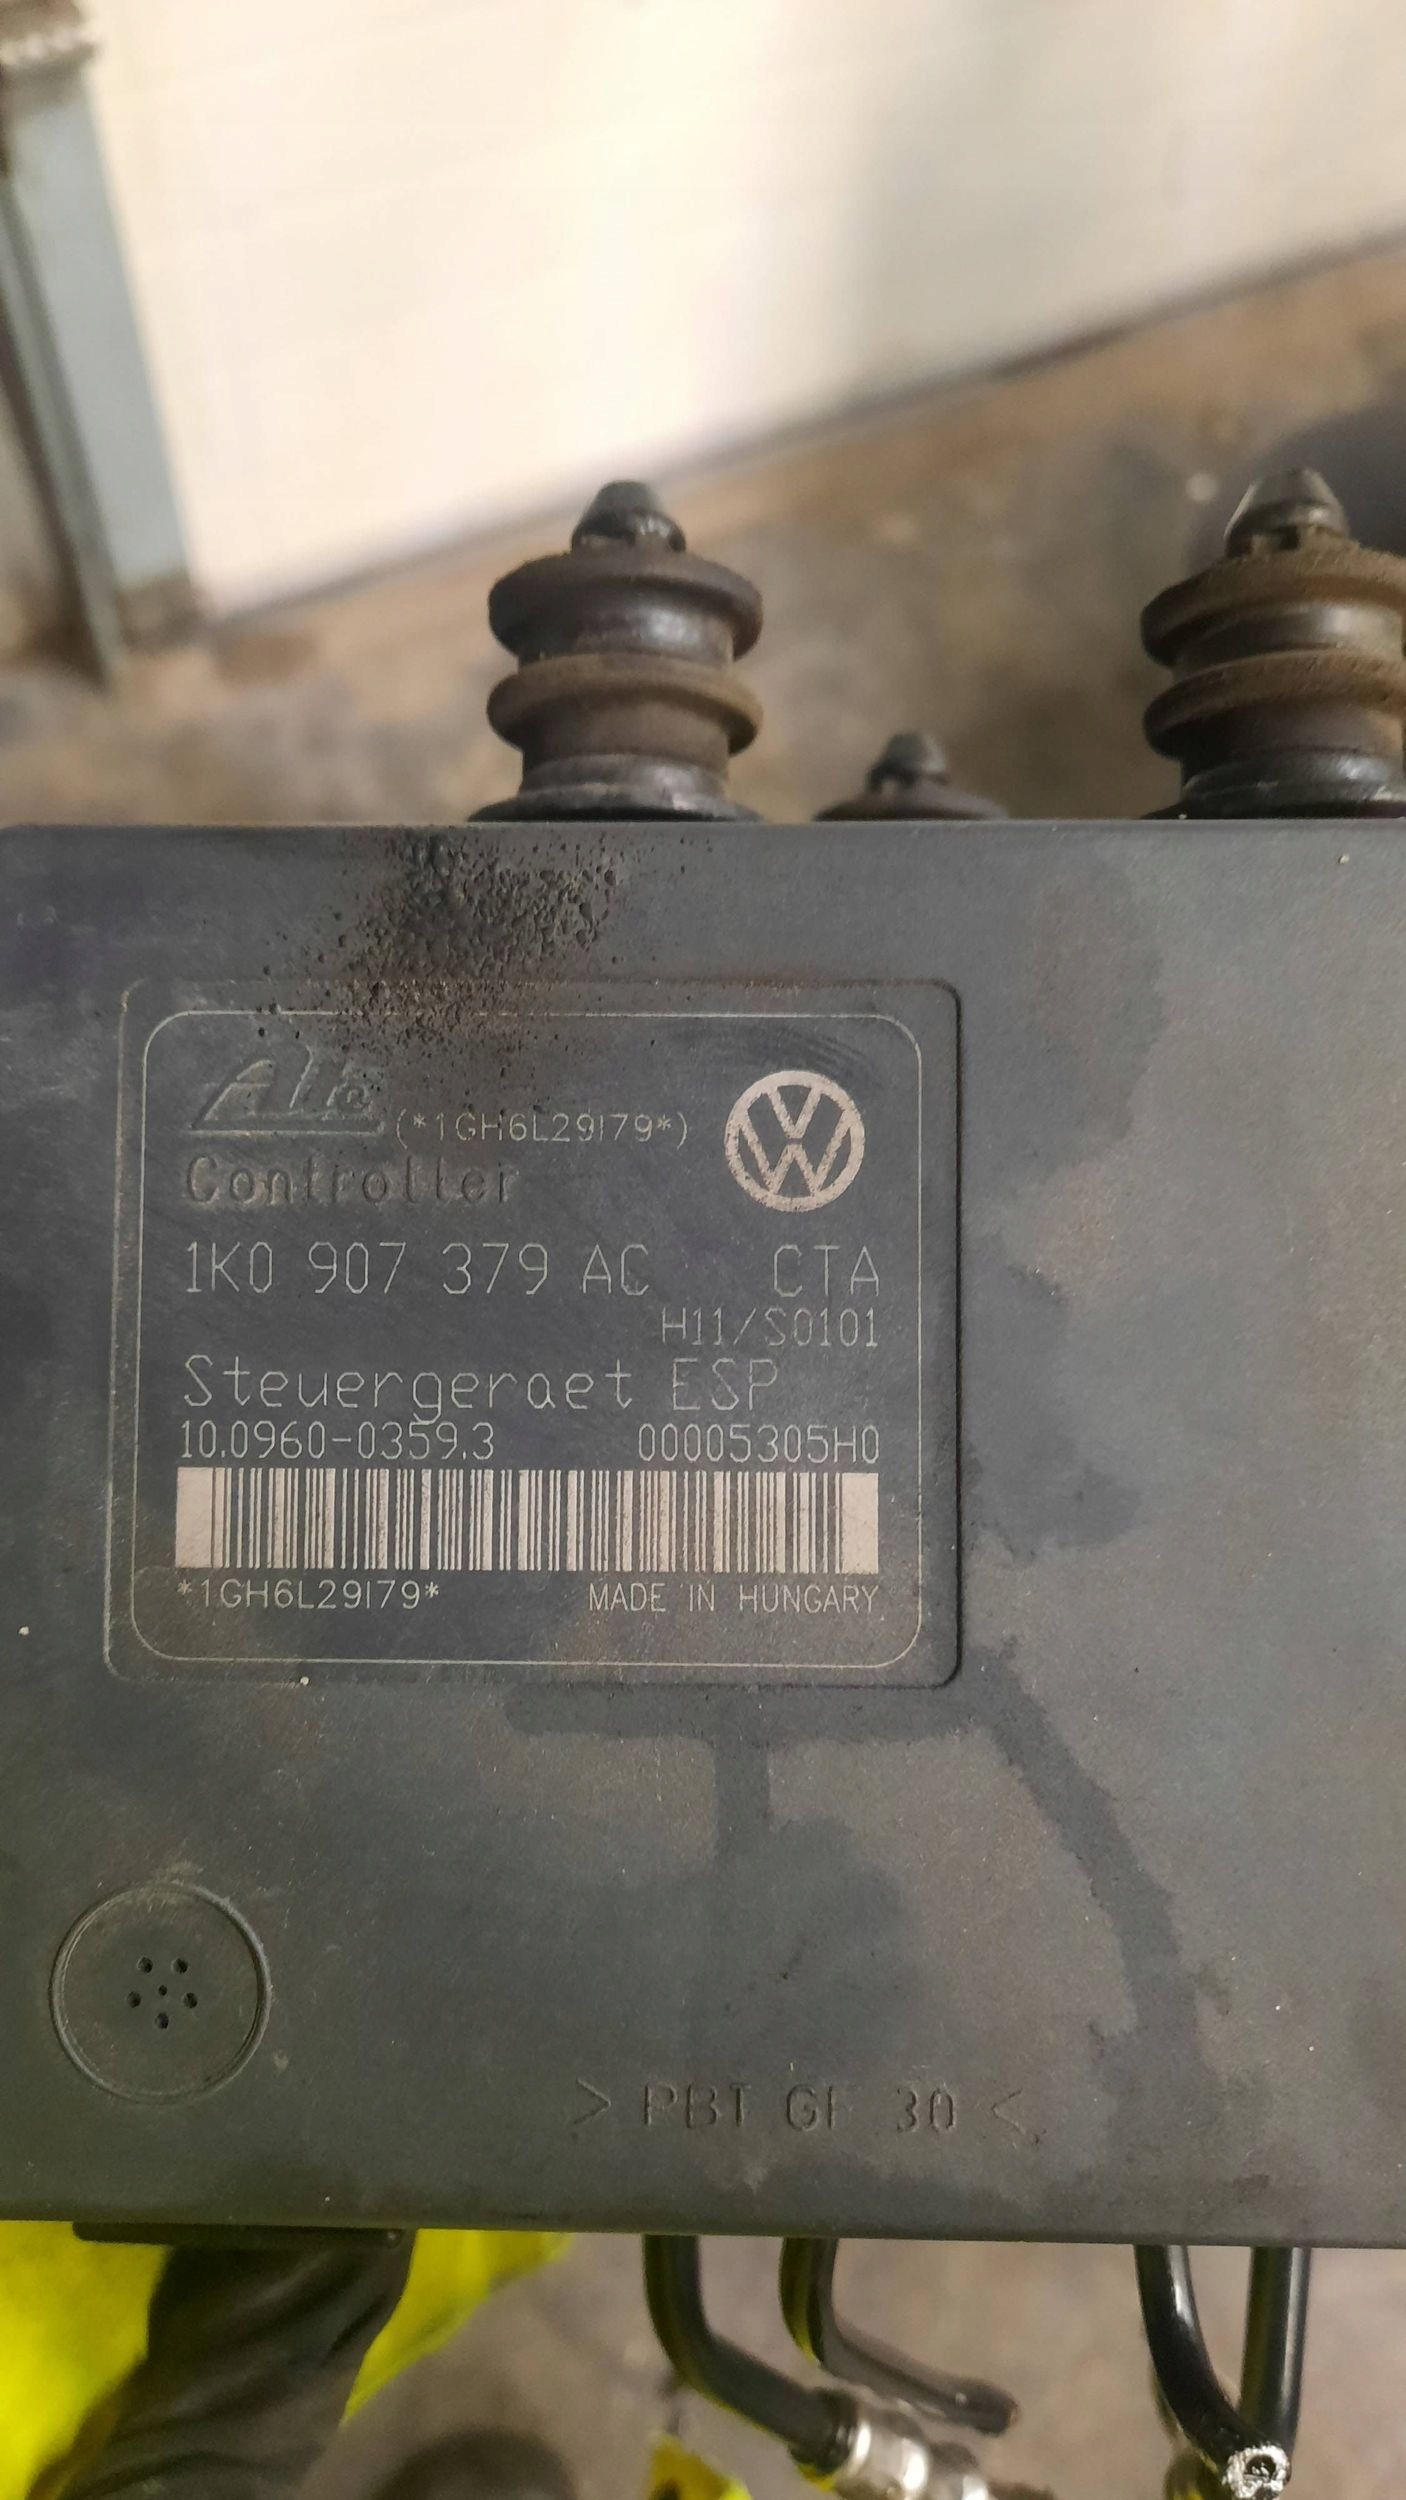 Ate (*1GH6L29I79*)
Controller
1K0 907 379 AC CTA
H11/S0101
Steuergeraet ESP
10.0960-0359.3 00005305H0
*1GH6L29I79* MADE IN HUNGARY
> PBT GF 30 <